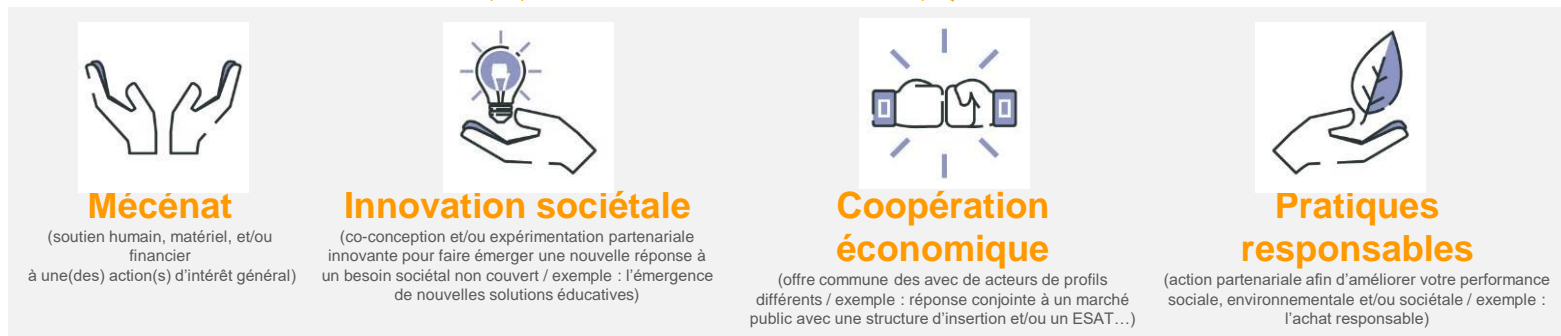 Mécénat
(soutien humain, matériel, et/ou
financier
à une(des) action(s) d'intérêt général)
Innovation sociétale
(co-conception et/ou expérimentation partenariale
innovante pour faire émerger une nouvelle réponse à
un besoin sociétal non couvert / exemple : l'émergence
de nouvelles solutions éducatives)
Coopération
économique
(offre commune des avec de acteurs de profils
différents / exemple : réponse conjointe à un marché
public avec une structure d'insertion et/ou un ESAT…)
Pratiques
responsables
(action partenariale afin d'améliorer votre performance
sociale, environnementale et/ou sociétale / exemple :
l'achat responsable)